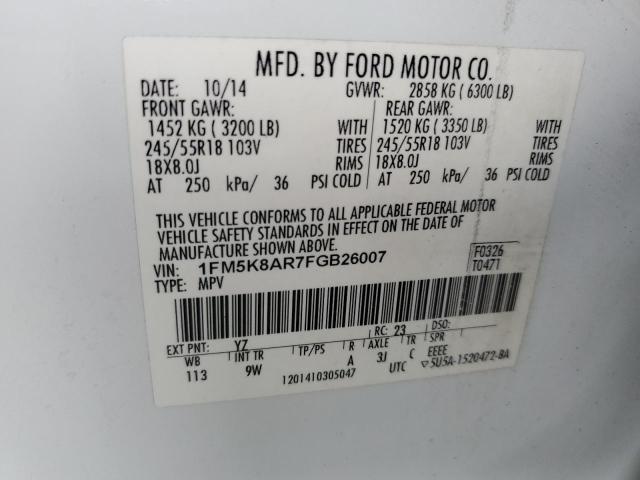 MFD. BY FORD MOTOR CO.
DATE: 10/14 GVWR: 2858 KG ( 6300 LB)
FRONT GAWR: REAR GAWR:
1452 KG ( 3200 LB) WITH 1520 KG ( 3350 LB) WITH
245/55R18 103V TIRES 245/55R18 103V TIRES
18X8.0J RIMS 18X8.0J RIMS
AT 250 kPa/ 36 PSI COLD AT 250 kPa/ 36 PSI COLD
THIS VEHICLE CONFORMS TO ALL APPLICABLE FEDERAL MOTOR
VEHICLE SAFETY STANDARDS IN EFFECT ON THE DATE OF
MANUFACTURE SHOWN ABOVE.
F0326
VIN: 1FM5K8AR7FGB26007
T0471
TYPE: MPV
EXT PNT: YZ RC: 23 DSO:
WB INT TR TP/PS R AXLE TR SPR
113 9W A 3J C EEEE
1201410305047 UTC ▽5U5A-1520472-BA